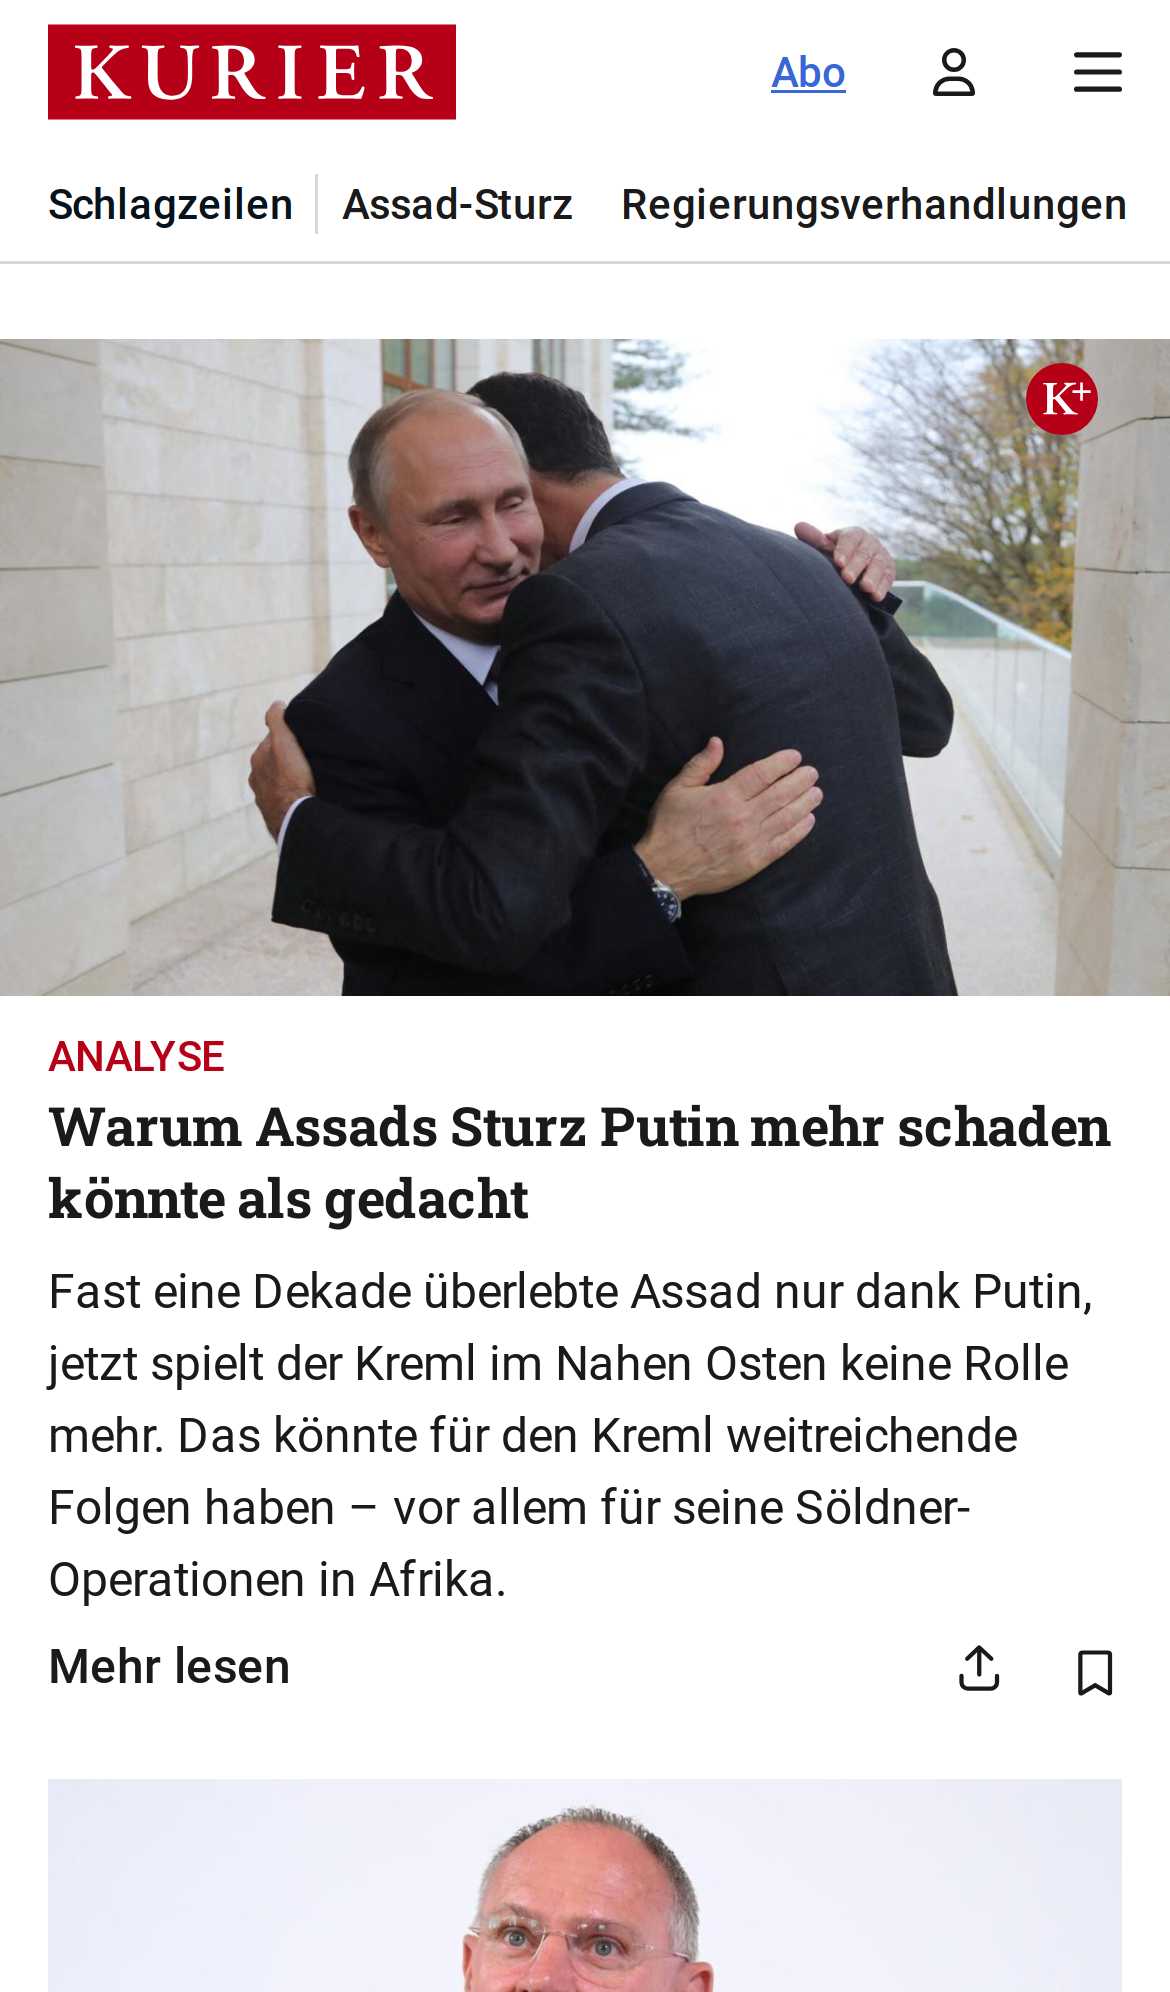 KURIER
Abo
Schlagzeilen
Assad-Sturz
Regierungsverhandlungen
K+
ANALYSE
Warum Assads Sturz Putin mehr schaden
könnte als gedacht
Fast eine Dekade überlebte Assad nur dank Putin,
jetzt spielt der Kreml im Nahen Osten keine Rolle
mehr. Das könnte für den Kreml weitreichende
Folgen haben – vor allem für seine Söldner-
Operationen in Afrika.
Mehr lesen